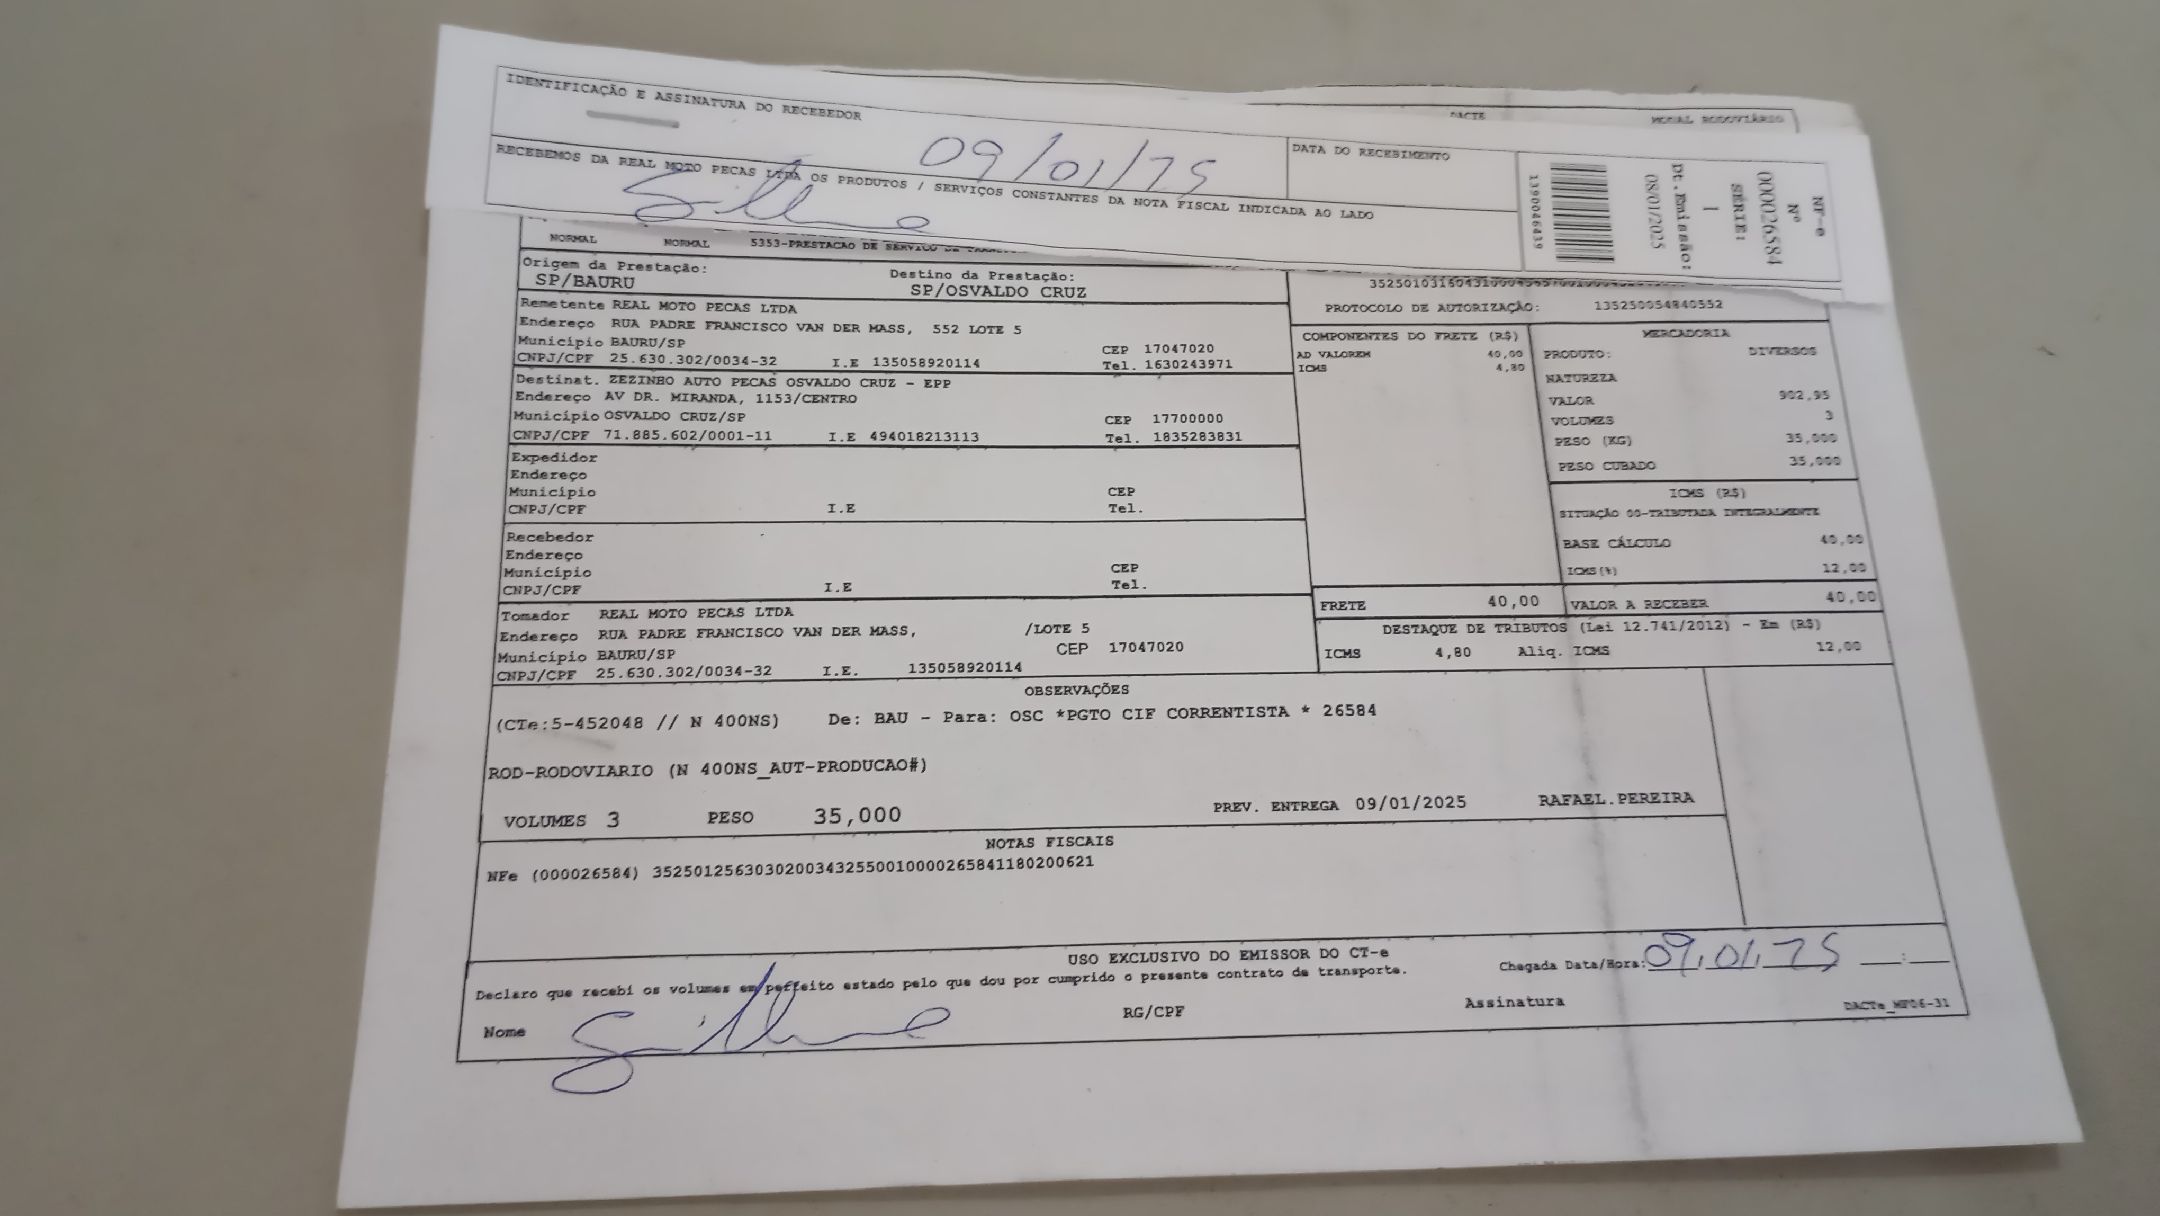 IDENTIFICAÇÃO E ASSINATURA DO RECEBEDOR
09/01/25
DATA DO RECEBIMENTO
RECEBEMOS DA REAL MOTO PECAS LTDA OS PRODUTOS / SERVIÇOS CONSTANTES DA NOTA FISCAL INDICADA AO LADO
NF-e
Nº
000026584
SÉRIE:
1
Dt.Emissão:
08/01/2025
1390046439
DACTE
MODAL RODOVIÁRIO
NORMAL NORMAL 5353-PRESTACAO DE SERVICO DE
Origem da Prestação: Destino da Prestação:
SP/BAURU SP/OSVALDO CRUZ
PROTOCOLO DE AUTORIZAÇÃO: 135250054840552
Remetente REAL MOTO PECAS LTDA
Endereço RUA PADRE FRANCISCO VAN DER MASS, 552 LOTE 5
Município BAURU/SP CEP 17047020
CNPJ/CPF 25.630.302/0034-32 I.E 135058920114 Tel. 1630243971
Destinat. ZEZINHO AUTO PECAS OSVALDO CRUZ - EPP
Endereço AV DR. MIRANDA, 1153/CENTRO
Município OSVALDO CRUZ/SP CEP 17700000
CNPJ/CPF 71.885.602/0001-11 I.E 494018213113 Tel. 1835283831
Expedidor
Endereço
Município CEP
CNPJ/CPF I.E Tel.
Recebedor
Endereço
Município CEP
CNPJ/CPF I.E Tel.
Tomador REAL MOTO PECAS LTDA
Endereço RUA PADRE FRANCISCO VAN DER MASS, /LOTE 5
Município BAURU/SP CEP 17047020
CNPJ/CPF 25.630.302/0034-32 I.E. 135058920114
COMPONENTES DO FRETE (R$)
AD VALOREM 40,00
ICMS 4,80
MERCADORIA
PRODUTO: DIVERSOS
NATUREZA
VALOR 902,95
VOLUMES 3
PESO (KG) 35,000
PESO CUBADO 35,000
ICMS (R$)
SITUAÇÃO 00-TRIBUTADA INTEGRALMENTE
BASE CÁLCULO 40,00
ICMS(%) 12,00
FRETE 40,00 VALOR A RECEBER 40,00
DESTAQUE DE TRIBUTOS (Lei 12.741/2012) - Em (R$)
ICMS 4,80 Aliq. ICMS 12,00
OBSERVAÇÕES
(CTe:5-452048 // N 400NS) De: BAU - Para: OSC *PGTO CIF CORRENTISTA * 26584
ROD-RODOVIARIO (N 400NS_AUT-PRODUCAO#)
VOLUMES 3 PESO 35,000 PREV. ENTREGA 09/01/2025 RAFAEL.PEREIRA
NOTAS FISCAIS
NFe (000026584) 35250125630302003432550010000265841180200621
USO EXCLUSIVO DO EMISSOR DO CT-e
Declaro que recebi os volumes em perfeito estado pelo que dou por cumprido o presente contrato de transporte.
Chegada Data/Hora: 09,01,25 __:__
Nome RG/CPF Assinatura DACTe_MP06-31